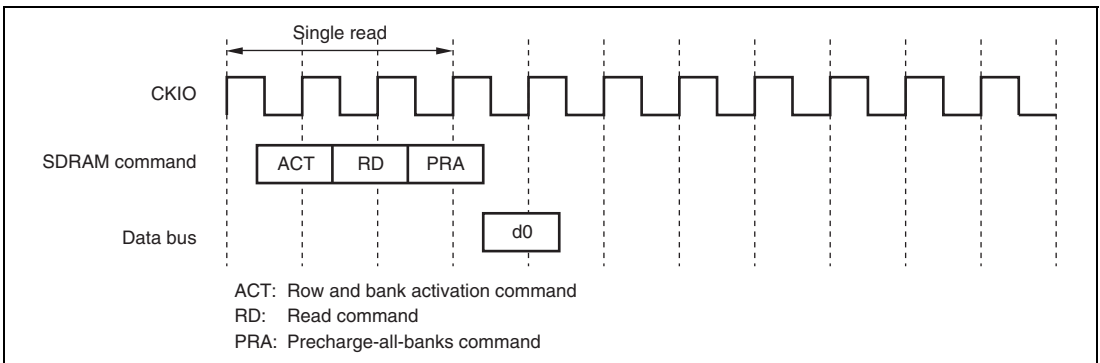 Single read
CKIO
SDRAM command
ACT RD PRA
Data bus
d0
ACT: Row and bank activation command
RD: Read command
PRA: Precharge-all-banks command